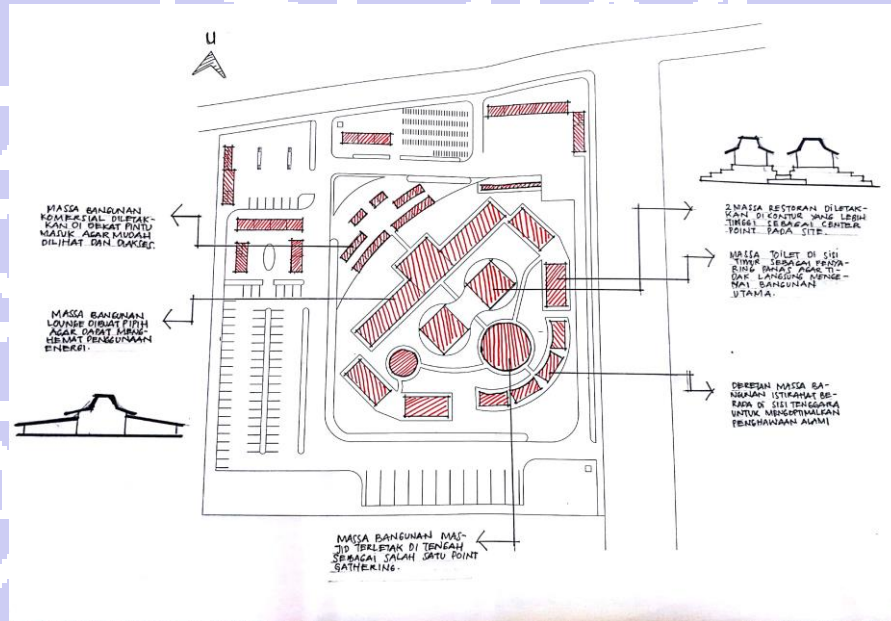 U
MASSA BANGUNAN
KOMERSIAL DILETAK-
KAN DI DEKAT PINTU
MASUK AGAR MUDAH
DILIHAT DAN DIAKSES.
MASSA BANGUNAN
LOUNGE DIBUAT PIPIH
AGAR DAPAT MENG-
HEMAT PENGGUNAAN
ENERGI.
2 MASSA RESTORAN DILETAK-
KAN DI CONTUR YANG LEBIH
TINGGI SEBAGAI CENTER
POINT PADA SITE.
MASSA TOILET DI SISI
TIMUR SEBAGAI PENYA-
RING PANAS AGAR TI-
DAK LANGSUNG MENGE-
NAI BANGUNAN
UTAMA.
DERETAN MASSA BA-
NGUNAN ISTIRAHAT BE-
RADA DI SISI TENGGARA
UNTUK MENGOPTIMALKAN
PENGHAWAAN ALAMI
MASSA BANGUNAN MAS-
JID TERLETAK DI TENGAH
SEBAGAI SALAH SATU POINT
GATHERING.